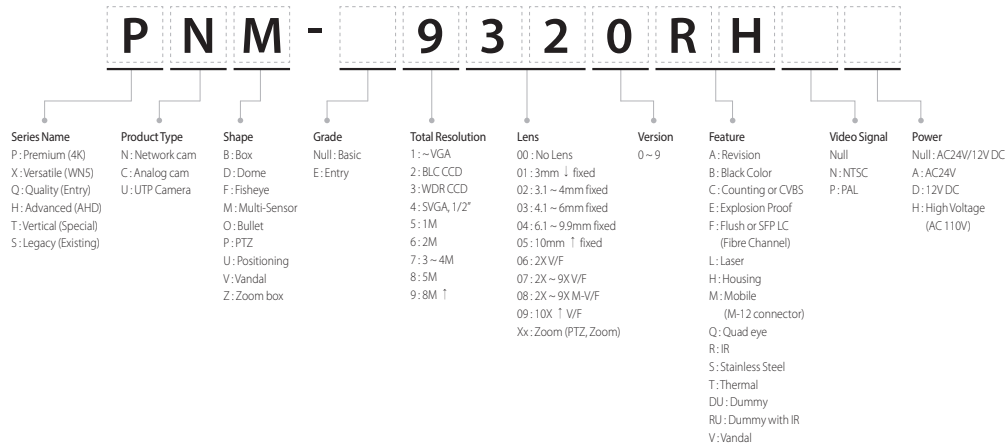 PNM- 9320RH
Series Name
P : Premium (4K)
X : Versatile (WN5)
Q : Quality (Entry)
H : Advanced (AHD)
T : Vertical (Special)
S : Legacy (Existing)
Product Type
N : Network cam
C : Analog cam
U : UTP Camera
Shape
B : Box
D : Dome
F : Fisheye
M : Multi-Sensor
O : Bullet
P : PTZ
U : Positioning
V : Vandal
Z : Zoom box
Grade
Null : Basic
E : Entry
Total Resolution
1 : ~ VGA
2 : BLC CCD
3 : WDR CCD
4 : SVGA, 1/2"
5 : 1M
6 : 2M
7 : 3 ~ 4M
8 : 5M
9 : 8M ↑
Lens
00 : No Lens
01 : 3mm ↓ fixed
02 : 3.1 ~ 4mm fixed
03 : 4.1 ~ 6mm fixed
04 : 6.1 ~ 9.9mm fixed
05 : 10mm ↑ fixed
06 : 2X V/F
07 : 2X ~ 9X V/F
08 : 2X ~ 9X M-V/F
09 : 10X ↑ V/F
Xx : Zoom (PTZ, Zoom)
Version
0 ~ 9
Feature
A : Revision
B : Black Color
C : Counting or CVBS
E : Explosion Proof
F : Flush or SFP LC
(Fibre Channel)
L : Laser
H : Housing
M : Mobile
(M-12 connector)
Q : Quad eye
R : IR
S : Stainless Steel
T : Thermal
DU : Dummy
RU : Dummy with IR
V : Vandal
Video Signal
Null
N : NTSC
P : PAL
Power
Null : AC24V/12V DC
A : AC24V
D : 12V DC
H : High Voltage
(AC 110V)